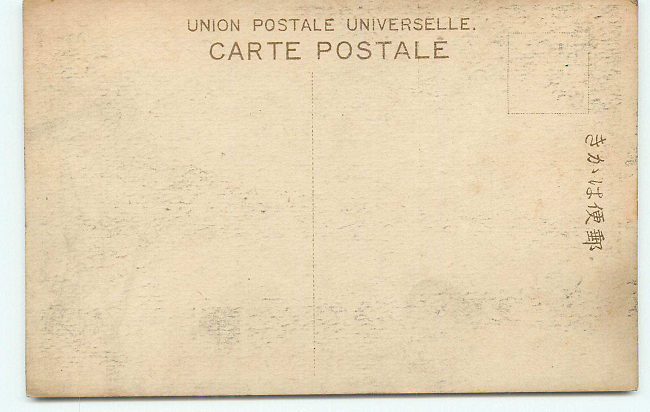 UNION POSTALE UNIVERSELLE.
CARTE POSTALE
郵便はがき